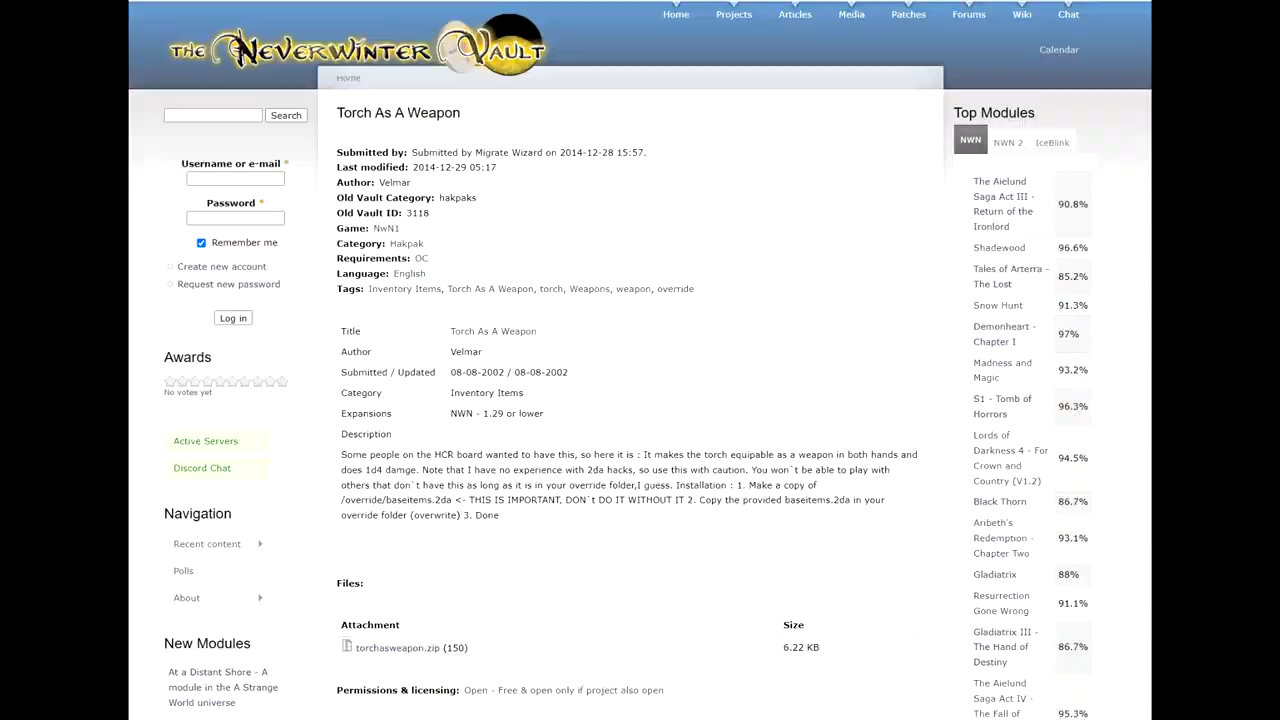 Home Projects Articles Media Patches Forums Wiki Chat
THE NEVERWINTER VAULT
Calendar
Home
Search
Username or e-mail *
Password *
Remember me
Create new account
Request new password
Log in
Awards
No votes yet
Active Servers
Discord Chat
Navigation
Recent content
Polls
About
New Modules
At a Distant Shore - A
module in the A Strange
World universe
Torch As A Weapon
Submitted by: Submitted by Migrate Wizard on 2014-12-28 15:57.
Last modified: 2014-12-29 05:17
Author: Velmar
Old Vault Category: hakpaks
Old Vault ID: 3118
Game: NwN1
Category: Hakpak
Requirements: OC
Language: English
Tags: Inventory Items, Torch As A Weapon, torch, Weapons, weapon, override
Title Torch As A Weapon
Author Velmar
Submitted / Updated 08-08-2002 / 08-08-2002
Category Inventory Items
Expansions NWN - 1.29 or lower
Description
Some people on the HCR board wanted to have this, so here it is : It makes the torch equipable as a weapon in both hands and
does 1d4 damge. Note that I have no experience with 2da hacks, so use this with caution. You won`t be able to play with
others that don`t have this as long as it is in your override folder,I guess. Installation : 1. Make a copy of
/override/baseitems.2da <- THIS IS IMPORTANT, DON`t DO IT WITHOUT IT 2. Copy the provided baseitems.2da in your
override folder (overwrite) 3. Done
Files:
Attachment Size
torchasweapon.zip (150) 6.22 KB
Permissions & licensing: Open - Free & open only if project also open
Top Modules
NWN NWN 2 IceBlink
The Aielund
Saga Act III -
Return of the
Ironlord
90.8%
Shadewood 96.6%
Tales of Arterra -
The Lost
85.2%
Snow Hunt 91.3%
Demonheart -
Chapter I
97%
Madness and
Magic
93.2%
S1 - Tomb of
Horrors
96.3%
Lords of
Darkness 4 - For
Crown and
Country (V1.2)
94.5%
Black Thorn 86.7%
Aribeth's
Redemption -
Chapter Two
93.1%
Gladiatrix 88%
Resurrection
Gone Wrong
91.1%
Gladiatrix III -
The Hand of
Destiny
86.7%
The Aielund
Saga Act IV -
The Fall of
95.3%